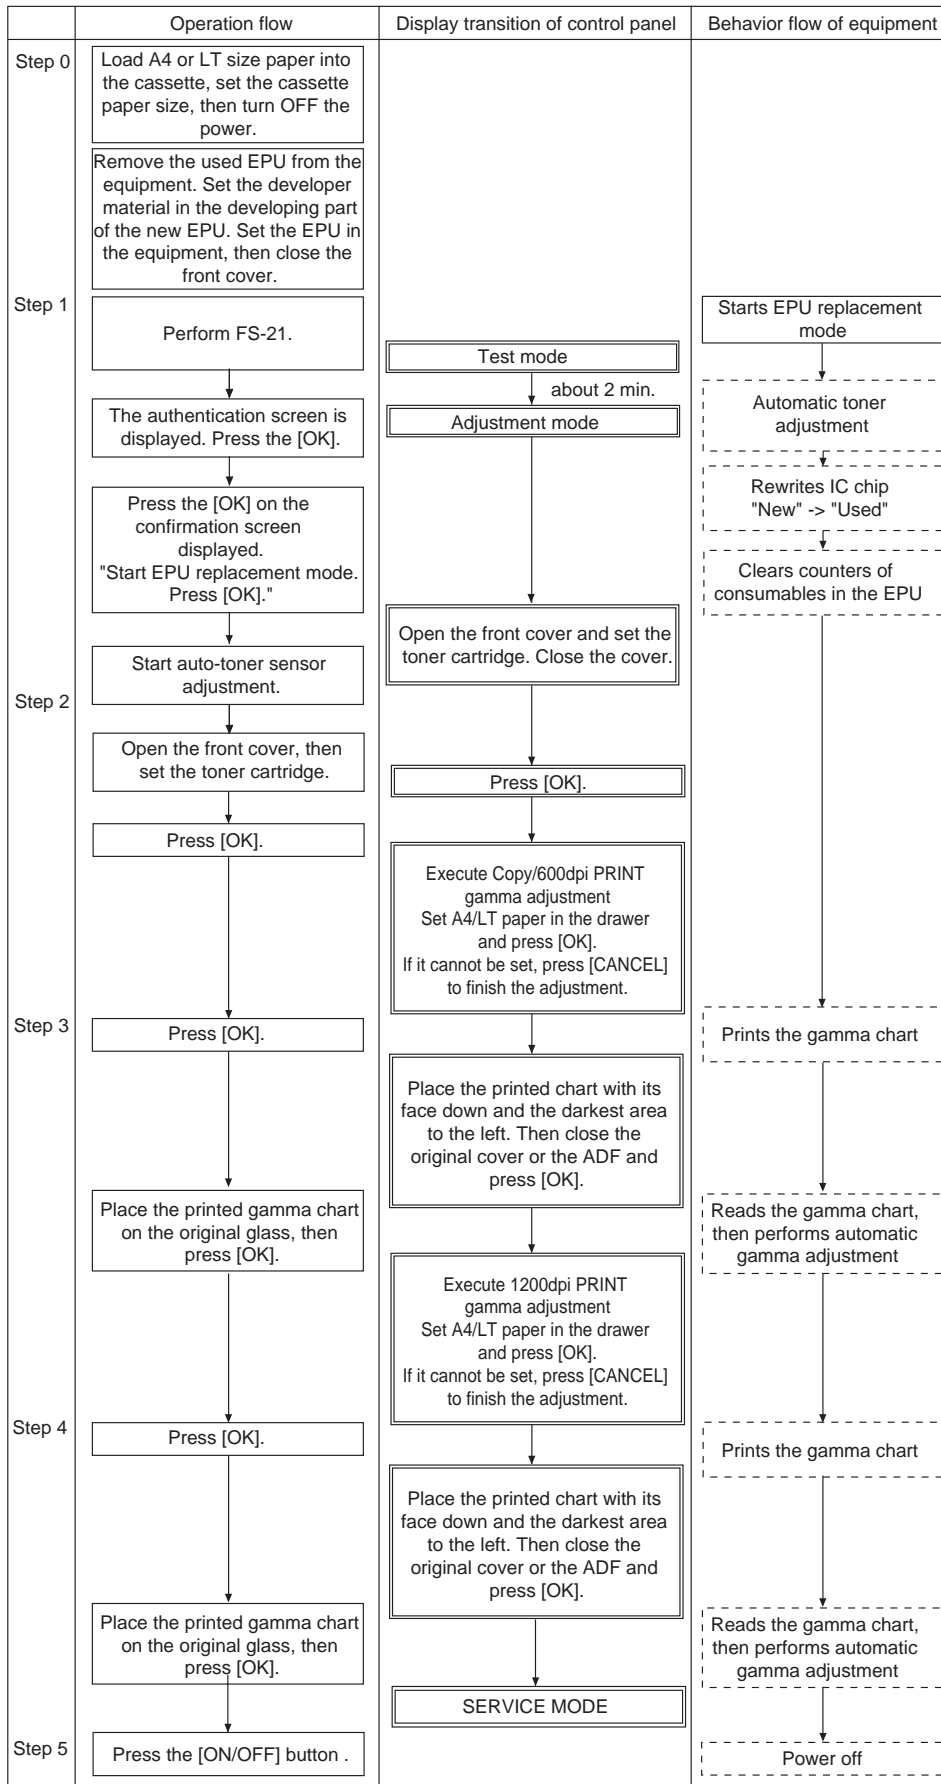 Operation flow
Display transition of control panel
Behavior flow of equipment
Step 0
Load A4 or LT size paper into
the cassette, set the cassette
paper size, then turn OFF the
power.
Remove the used EPU from the
equipment. Set the developer
material in the developing part
of the new EPU. Set the EPU in
the equipment, then close the
front cover.
Step 1
Perform FS-21.
Test mode
about 2 min.
Adjustment mode
Starts EPU replacement
mode
Automatic toner
adjustment
Rewrites IC chip
"New" -> "Used"
Clears counters of
consumables in the EPU
The authentication screen is
displayed. Press the [OK].
Press the [OK] on the
confirmation screen
displayed.
"Start EPU replacement mode.
Press [OK]."
Start auto-toner sensor
adjustment.
Open the front cover and set the
toner cartridge. Close the cover.
Step 2
Open the front cover, then
set the toner cartridge.
Press [OK].
Press [OK].
Execute Copy/600dpi PRINT
gamma adjustment
Set A4/LT paper in the drawer
and press [OK].
If it cannot be set, press [CANCEL]
to finish the adjustment.
Step 3
Press [OK].
Prints the gamma chart
Place the printed chart with its
face down and the darkest area
to the left. Then close the
original cover or the ADF and
press [OK].
Place the printed gamma chart
on the original glass, then
press [OK].
Reads the gamma chart,
then performs automatic
gamma adjustment
Execute 1200dpi PRINT
gamma adjustment
Set A4/LT paper in the drawer
and press [OK].
If it cannot be set, press [CANCEL]
to finish the adjustment.
Step 4
Press [OK].
Prints the gamma chart
Place the printed chart with its
face down and the darkest area
to the left. Then close the
original cover or the ADF and
press [OK].
Place the printed gamma chart
on the original glass, then
press [OK].
Reads the gamma chart,
then performs automatic
gamma adjustment
SERVICE MODE
Step 5
Press the [ON/OFF] button .
Power off